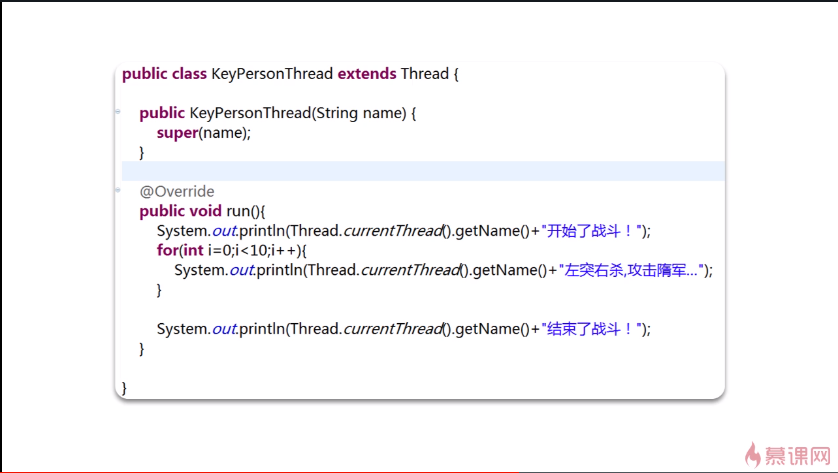 public class KeyPersonThread extends Thread {
public KeyPersonThread(String name) {
super(name);
}
@Override
public void run(){
System.out.println(Thread.currentThread().getName()+"开始了战斗！");
for(int i=0;i<10;i++){
System.out.println(Thread.currentThread().getName()+"左突右杀,攻击隋军...");
}
System.out.println(Thread.currentThread().getName()+"结束了战斗！");
}
}
慕课网